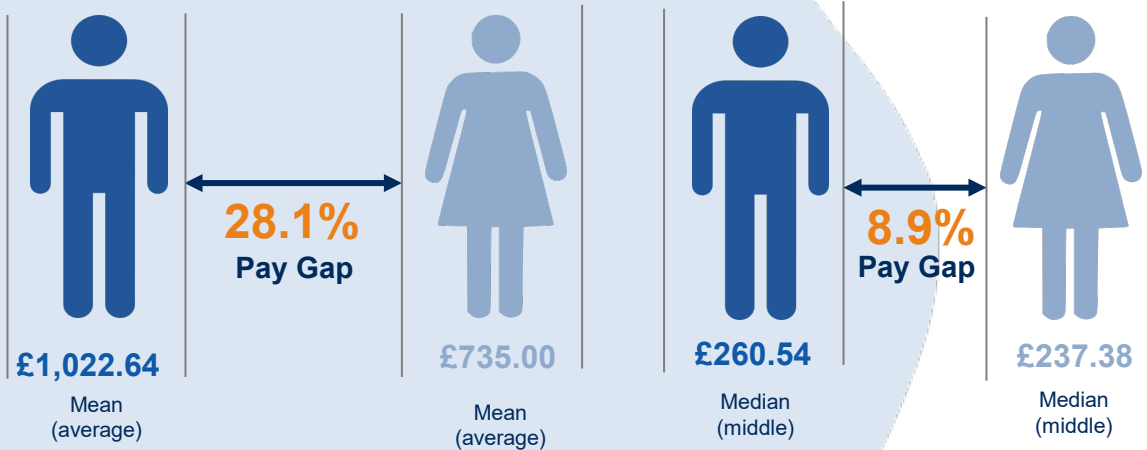 28.1%
Pay Gap
£1,022.64
Mean
(average)
£735.00
Mean
(average)
8.9%
Pay Gap
£260.54
Median
(middle)
£237.38
Median
(middle)